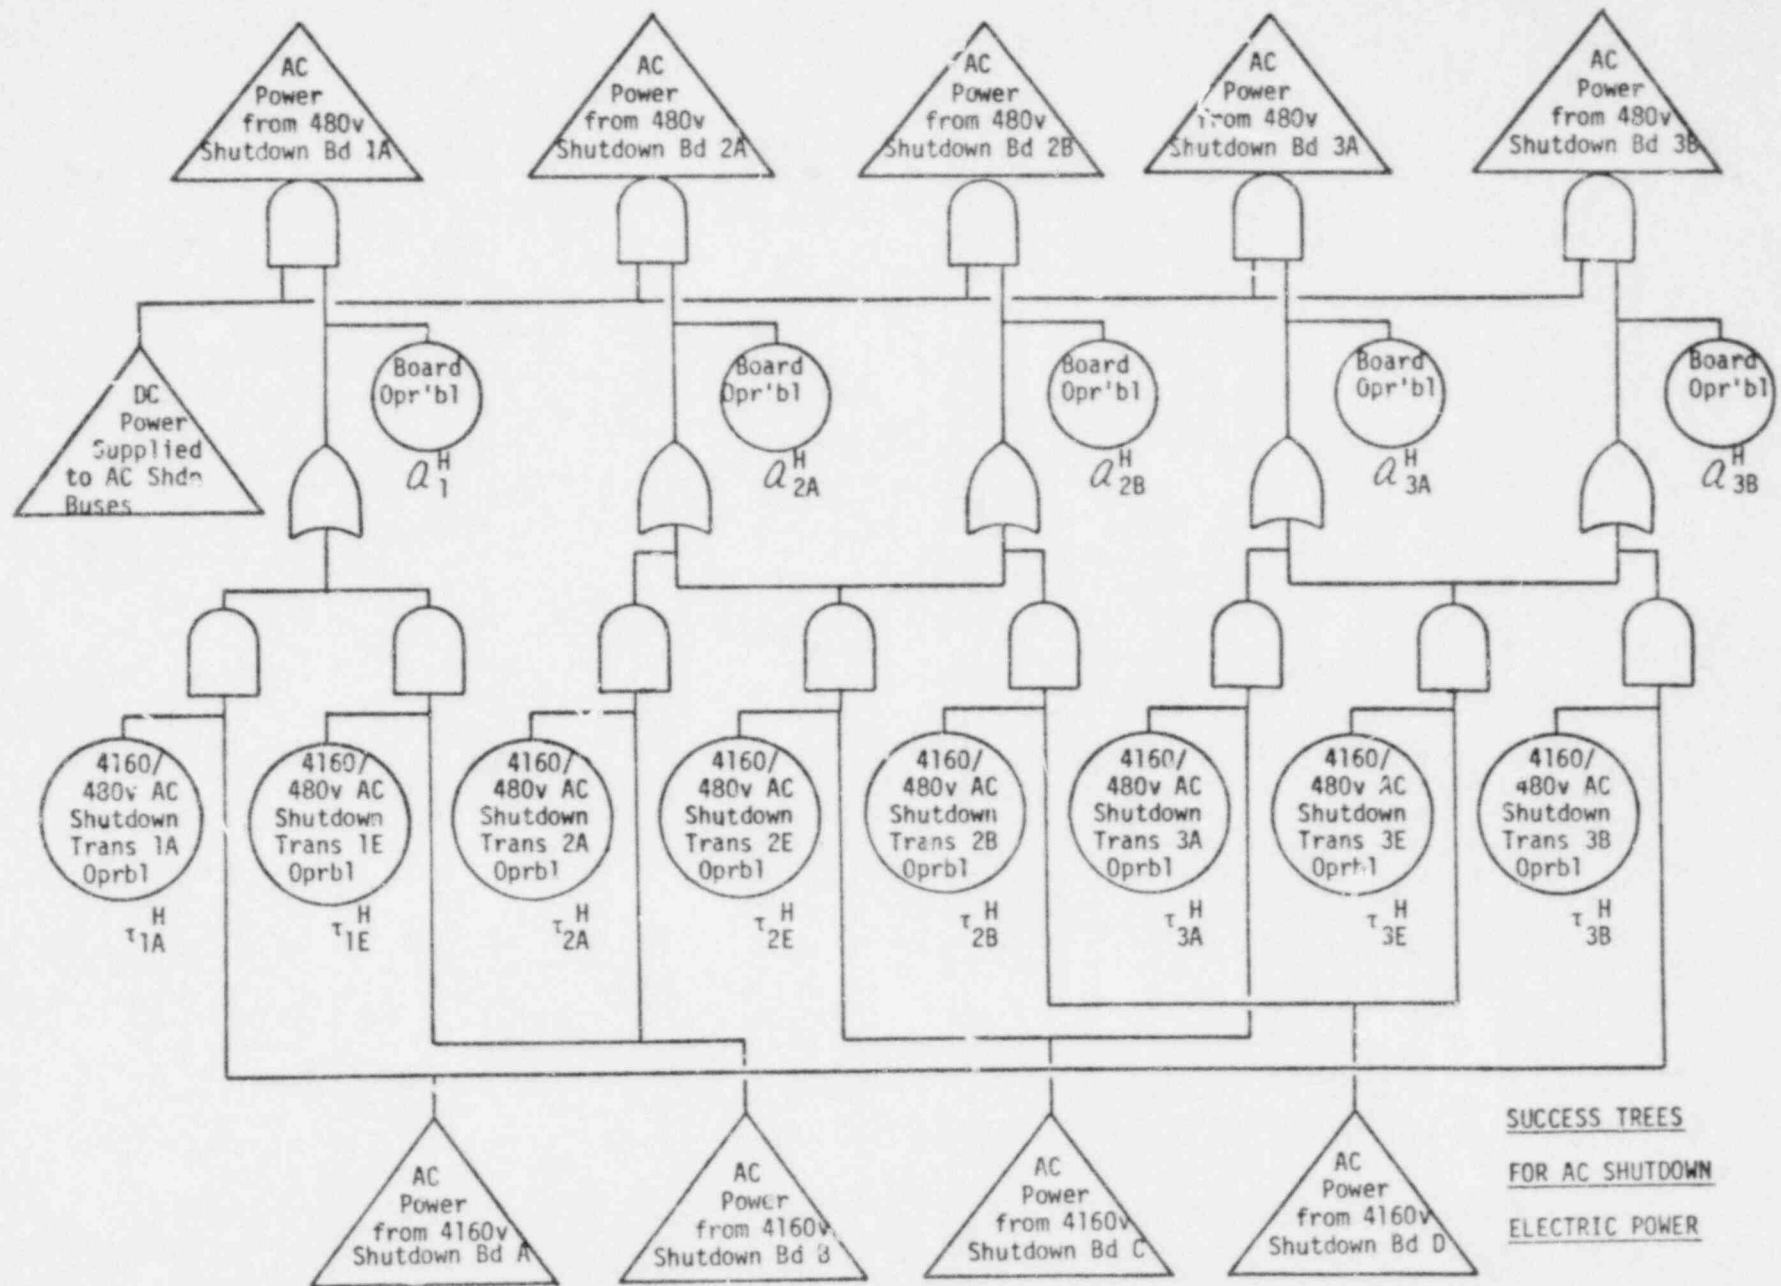 AC
Power
from 480v
Shutdown Bd 1A
AC
Power
from 480v
Shutdown Bd 2A
AC
Power
from 480v
Shutdown Bd 2B
AC
Power
from 480v
Shutdown Bd 3A
AC
Power
from 480v
Shutdown Bd 3B
DC
Power
Supplied
to AC Shdn
Buses
Board
Opr'bl
a H 1
Board
Opr'bl
a H 2A
Board
Opr'bl
a H 2B
Board
Opr'bl
a H 3A
Board
Opr'bl
a H 3B
4160/
480v AC
Shutdown
Trans 1A
Oprbl
τ H 1A
4160/
480v AC
Shutdown
Trans 1E
Oprbl
τ H 1E
4160/
480v AC
Shutdown
Trans 2A
Oprbl
τ H 2A
4160/
480v AC
Shutdown
Trans 2E
Oprbl
τ H 2E
4160/
480v AC
Shutdown
Trans 2B
Oprbl
τ H 2B
4160/
480v AC
Shutdown
Trans 3A
Oprbl
τ H 3A
4160/
480v AC
Shutdown
Trans 3E
Oprbl
τ H 3E
4160/
480v AC
Shutdown
Trans 3B
Oprbl
τ H 3B
AC
Power
from 4160v
Shutdown Bd A
AC
Power
from 4160v
Shutdown Bd B
AC
Power
from 4160v
Shutdown Bd C
AC
Power
from 4160v
Shutdown Bd D
SUCCESS TREES
FOR AC SHUTDOWN
ELECTRIC POWER